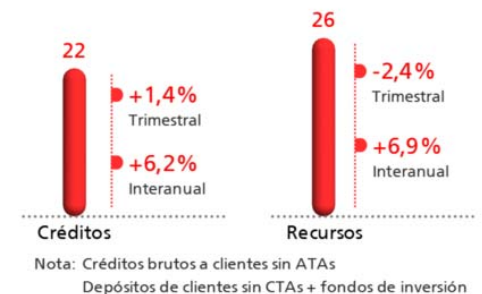 22
+1,4%
Trimestral
+6,2%
Interanual
Créditos
26
-2,4%
Trimestral
+6,9%
Interanual
Recursos
Nota: Créditos brutos a clientes sin ATAs
Depósitos de clientes sin CTAs + fondos de inversión